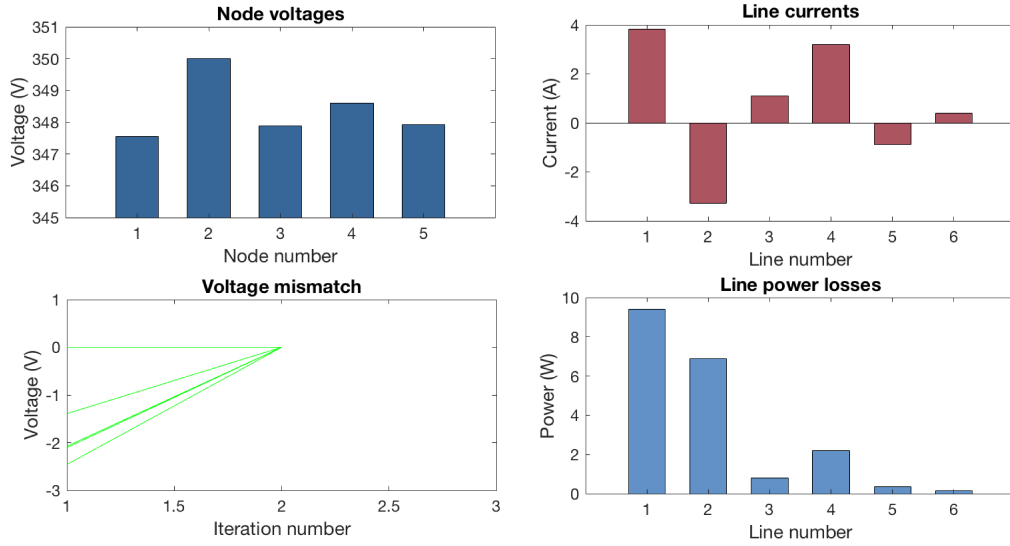 Node voltages
351
350
349
348
347
346
345
Voltage (V)
1 2 3 4 5
Node number
Line currents
4
2
0
-2
-4
Current (A)
1 2 3 4 5 6
Line number
Voltage mismatch
1
0
-1
-2
-3
Voltage (V)
1 1.5 2 2.5 3
Iteration number
Line power losses
10
8
6
4
2
0
Power (W)
1 2 3 4 5 6
Line number